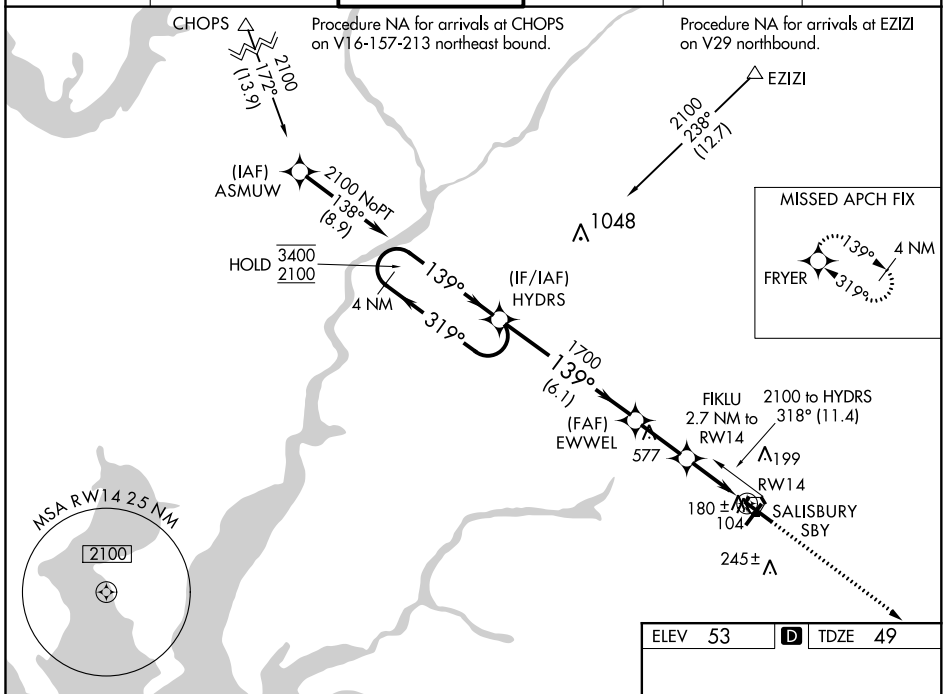 CHOPS
Procedure NA for arrivals at CHOPS
on V16-157-213 northeast bound.
Procedure NA for arrivals at EZIZI
on V29 northbound.
2100
172°
(13.9)
EZIZI
2100
238°
(12.7)
(IAF)
ASMUW
2100 NoPT
138°
(8.9)
1048
MISSED APCH FIX
139°
4 NM
FRYER
319°
HOLD
3400
2100
139°
4 NM
319°
(IF/IAF)
HYDRS
1700
139°
(6.1)
FIKLU
2.7 NM to
RW14
2100 to HYDRS
318° (11.4)
(FAF)
EWWEL
577
199
RW14
180 ±
104
SALISBURY
SBY
245±
MSA RW14 25 NM
2100
ELEV 53
D
TDZE 49